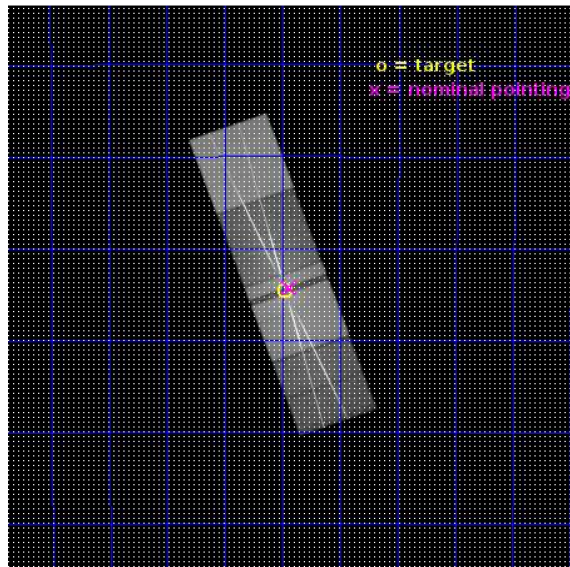 o = target
x = nominal pointing